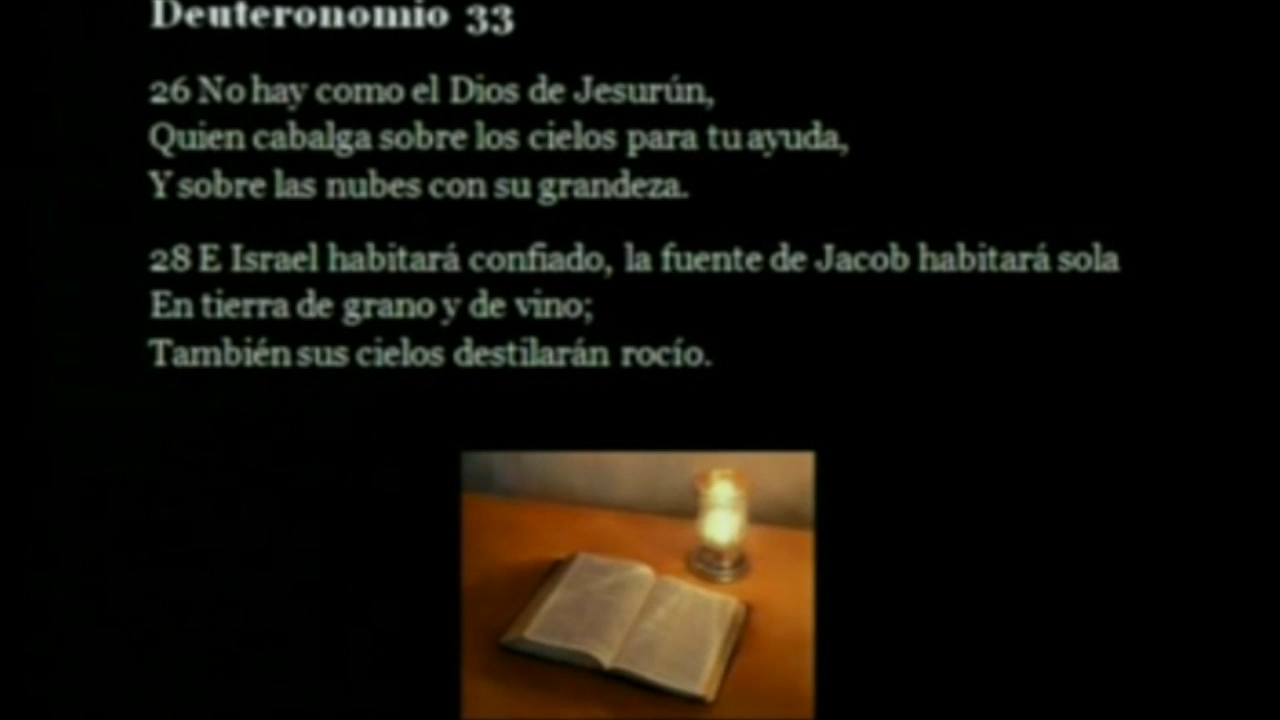 Deuteronomio 33
26 No hay como el Dios de Jesurún,
Quien cabalga sobre los cielos para tu ayuda,
Y sobre las nubes con su grandeza.
28 E Israel habitará confiado, la fuente de Jacob habitará sola
En tierra de grano y de vino;
También sus cielos destilarán rocío.